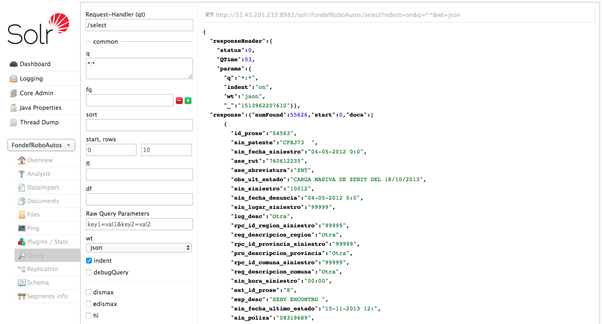 Solr
Dashboard
Logging
Core Admin
Java Properties
Thread Dump
FondefRoboAutos
Overview
Analysis
Dataimport
Documents
Files
Ping
Plugins / Stats
Query
Replication
Schema
Segments info
Request-Handler (qt)
/select
common
q
*:*
fq
sort
start, rows
0 10
fl
df
Raw Query Parameters
key1=val1&key2=val2
wt
json
indent
debugQuery
dismax
edismax
hl
http://52.43.201.233:8983/solr/FondefRoboAutos/select?indent=on&q=*:*&wt=json
{
"responseHeader":{
"status":0,
"QTime":53,
"params":{
"q":"*:*",
"indent":"on",
"wt":"json",
"_":"1513962207610"}},
"response":{"numFound":55626,"start":0,"docs":[
{
"id_prose":"54563",
"sin_patente":"CFXJ73  ",
"sin_fecha_siniestro":"04-05-2012 0:0",
"ase_rut":"760612235",
"ase_abreviatura":"ZNT",
"obs_ult_estado":"CARGA MASIVA DE ZENIT DEL 18/10/2013",
"sin_siniestro":"10012",
"sin_fecha_denuncia":"04-05-2012 0:0",
"sin_lugar_siniestro":"99999",
"lug_desc":"Otra",
"rpc_id_region_siniestro":"99999",
"reg_descripcion_region":"Otra",
"rpc_id_provincia_siniestro":"99999",
"pro_descripcion_provincia":"Otra",
"rpc_id_comuna_siniestro":"99999",
"reg_descripcion_comuna":"Otra",
"sin_hora_siniestro":"00:00",
"est_id_prose":"8",
"esp_desc":"SEBV ENCONTRO ",
"sin_fecha_ultimo_estado":"15-11-2013 12:",
"sin_poliza":"08319689",